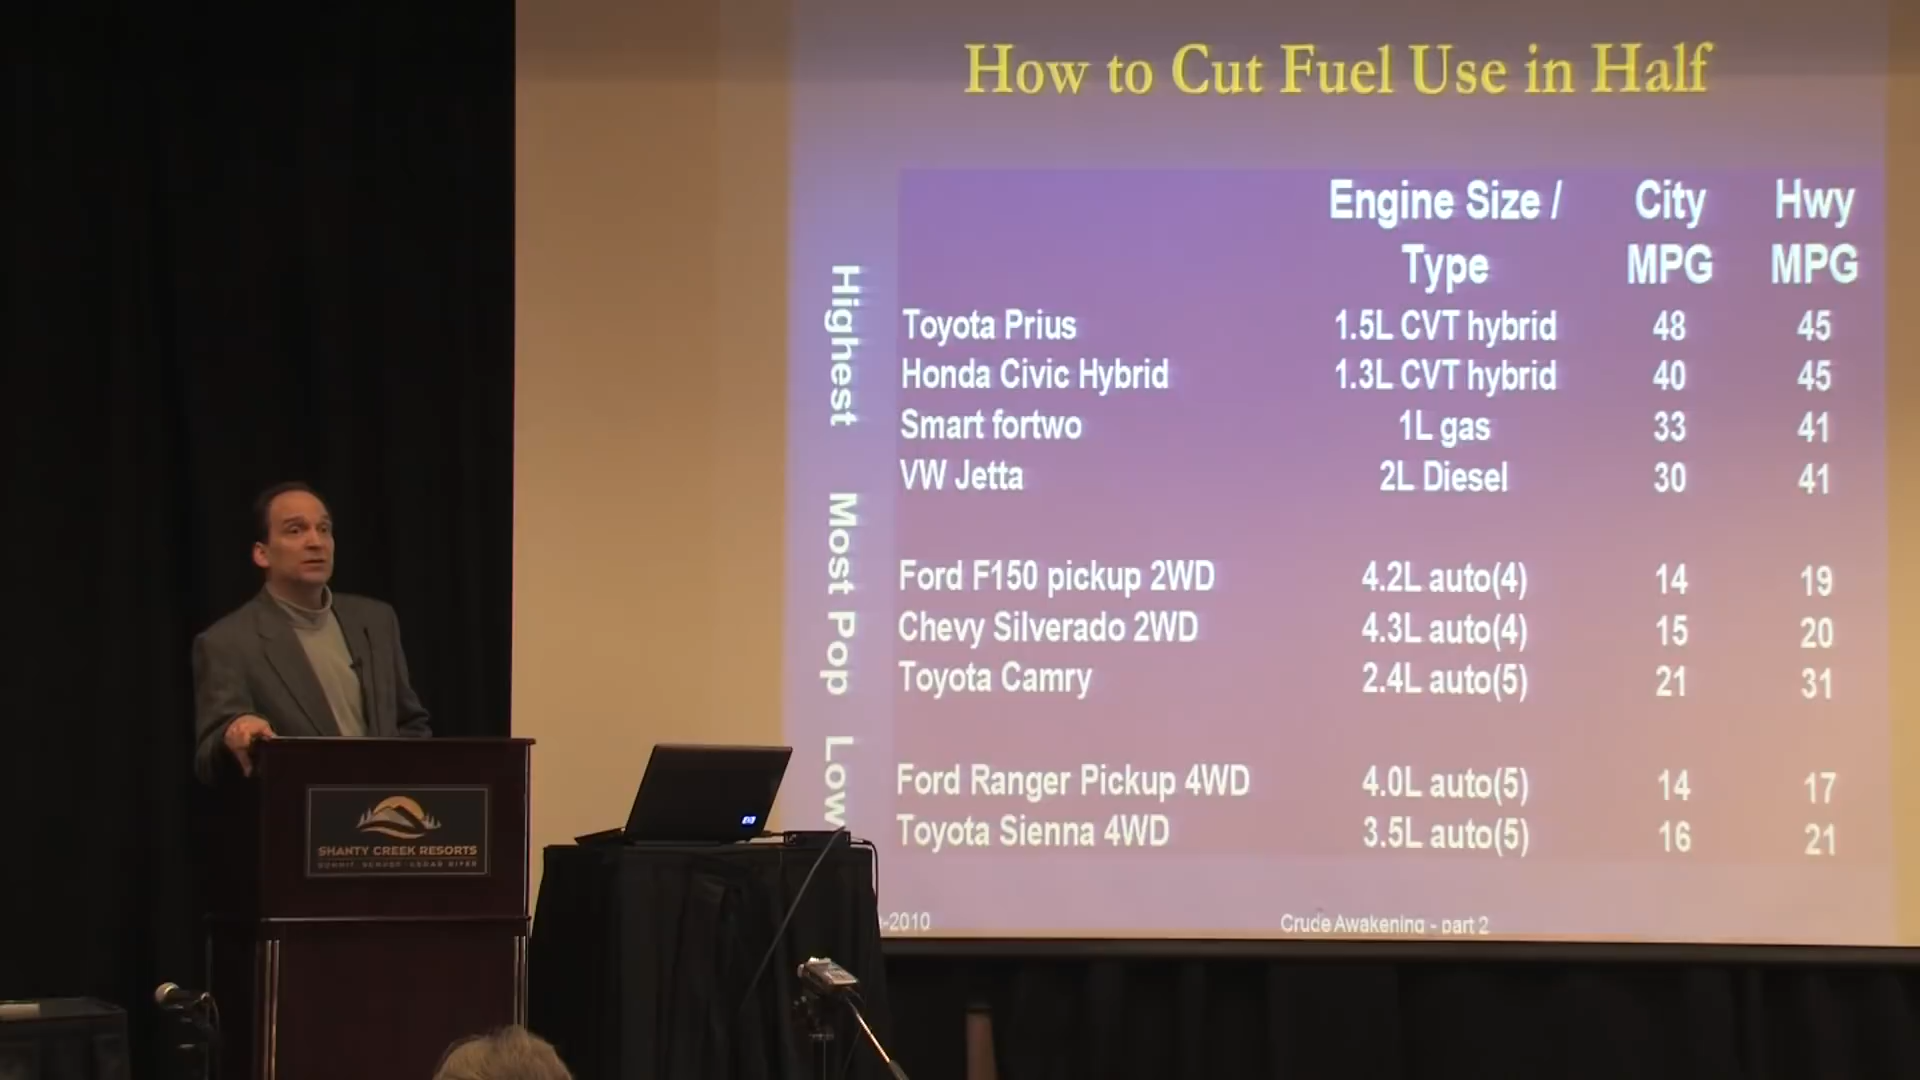 How to Cut Fuel Use in Half
Engine Size / Type City MPG Hwy MPG
Highest
Toyota Prius 1.5L CVT hybrid 48 45
Honda Civic Hybrid 1.3L CVT hybrid 40 45
Smart fortwo 1L gas 33 41
VW Jetta 2L Diesel 30 41
Most Pop
Ford F150 pickup 2WD 4.2L auto(4) 14 19
Chevy Silverado 2WD 4.3L auto(4) 15 20
Toyota Camry 2.4L auto(5) 21 31
Low
Ford Ranger Pickup 4WD 4.0L auto(5) 14 17
Toyota Sienna 4WD 3.5L auto(5) 16 21
-2010 Crude Awakening - part 2
SHANTY CREEK RESORTS
SUMMIT SCHUSS CEDAR RIVER